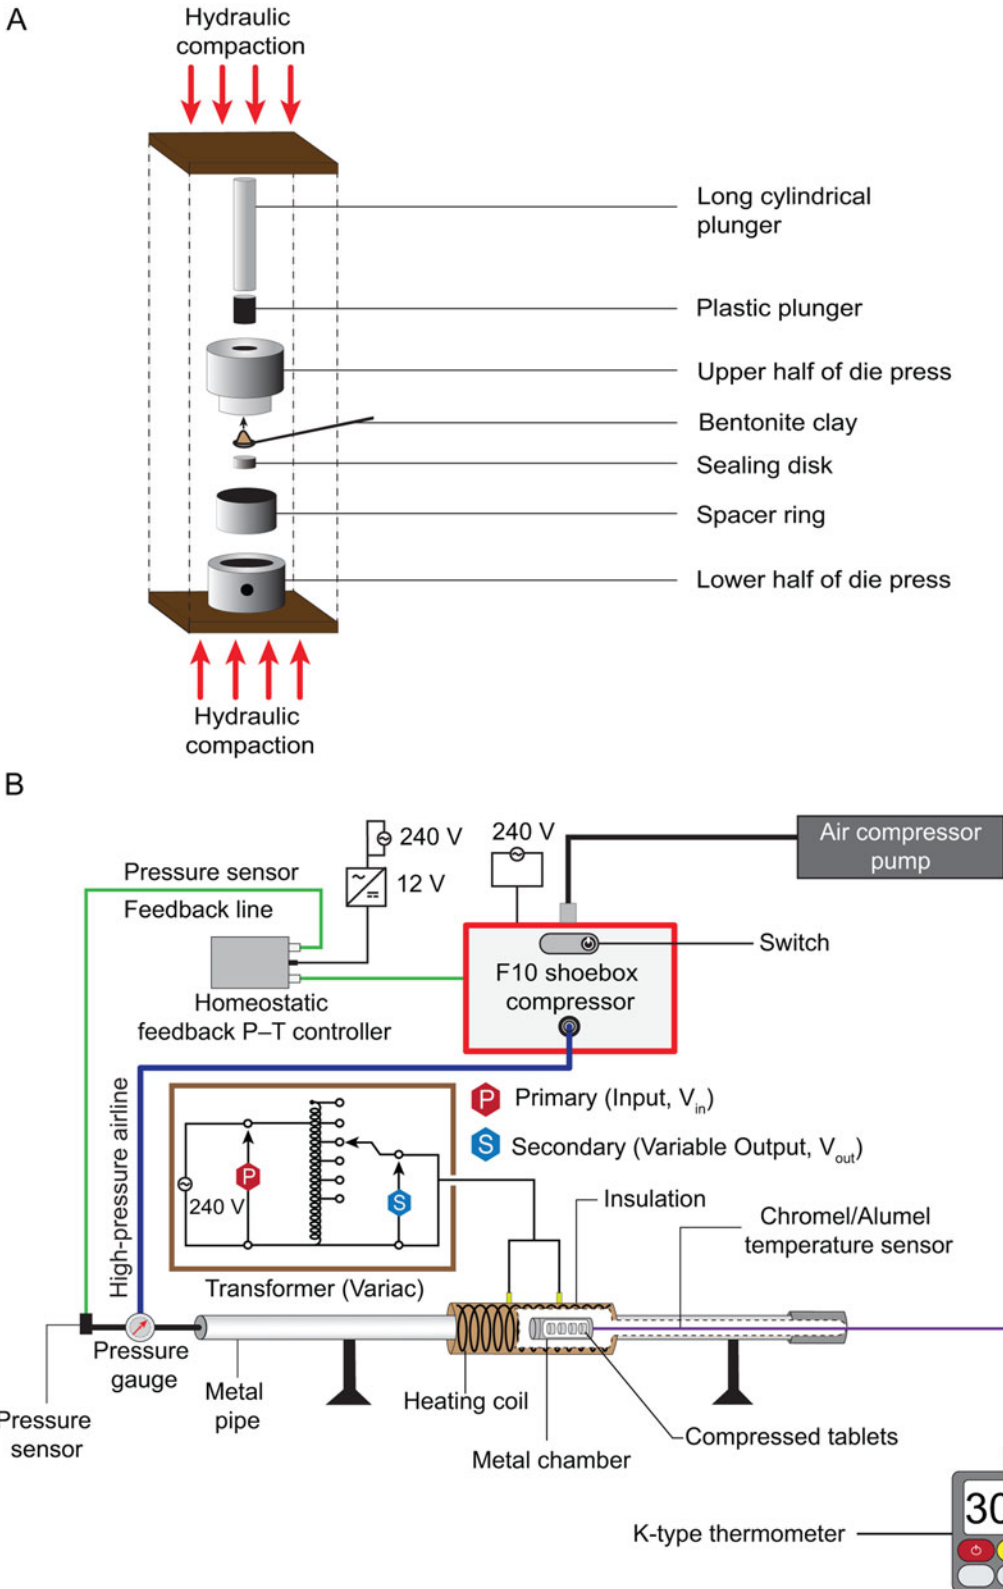 A
Hydraulic
compaction
Long cylindrical
plunger
Plastic plunger
Upper half of die press
Bentonite clay
Sealing disk
Spacer ring
Lower half of die press
Hydraulic
compaction
B
240 V
12 V
240 V
Air compressor
pump
Pressure sensor
Feedback line
Switch
F10 shoebox
compressor
Homeostatic
feedback P–T controller
High-pressure airline
P Primary (Input, Vin)
S Secondary (Variable Output, Vout)
P
S
240 V
Transformer (Variac)
Insulation
Chromel/Alumel
temperature sensor
Pressure
gauge
Metal
pipe
Heating coil
Pressure
sensor
Metal chamber
Compressed tablets
K-type thermometer
30